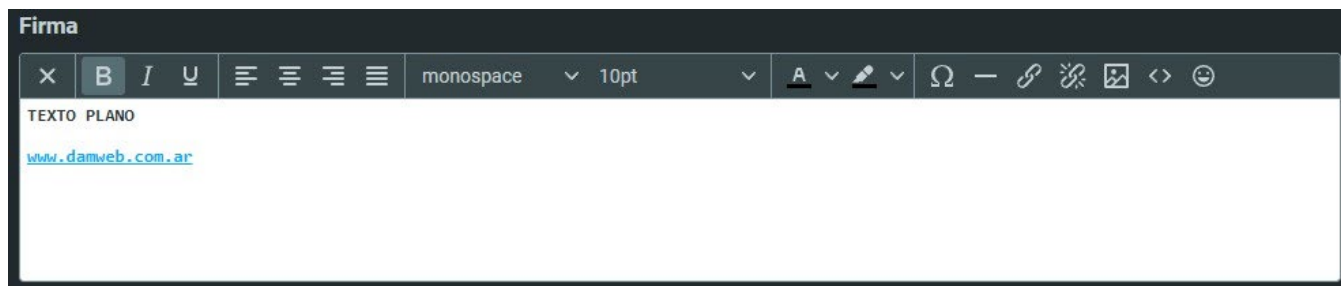 Firma
B I U monospace 10pt A Ω
TEXTO PLANO
www.damweb.com.ar